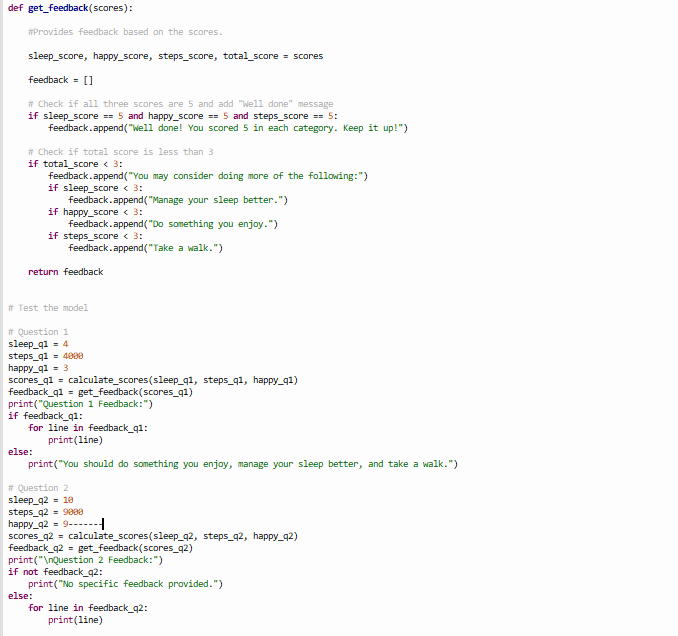 def get_feedback(scores):
#Provides feedback based on the scores.
sleep_score, happy_score, steps_score, total_score = scores
feedback = []
# Check if all three scores are 5 and add "Well done" message
if sleep_score == 5 and happy_score == 5 and steps_score == 5:
feedback.append("Well done! You scored 5 in each category. Keep it up!")
# Check if total score is less than 3
if total_score < 3:
feedback.append("You may consider doing more of the following:")
if sleep_score < 3:
feedback.append("Manage your sleep better.")
if happy_score < 3:
feedback.append("Do something you enjoy.")
if steps_score < 3:
feedback.append("Take a walk.")
return feedback
# Test the model
# Question 1
sleep_q1 = 4
steps_q1 = 4000
happy_q1 = 3
scores_q1 = calculate_scores(sleep_q1, steps_q1, happy_q1)
feedback_q1 = get_feedback(scores_q1)
print("Question 1 Feedback:")
if feedback_q1:
for line in feedback_q1:
print(line)
else:
print("You should do something you enjoy, manage your sleep better, and take a walk.")
# Question 2
sleep_q2 = 10
steps_q2 = 9000
happy_q2 = 9-------
scores_q2 = calculate_scores(sleep_q2, steps_q2, happy_q2)
feedback_q2 = get_feedback(scores_q2)
print("\nQuestion 2 Feedback:")
if not feedback_q2:
print("No specific feedback provided.")
else:
for line in feedback_q2:
print(line)